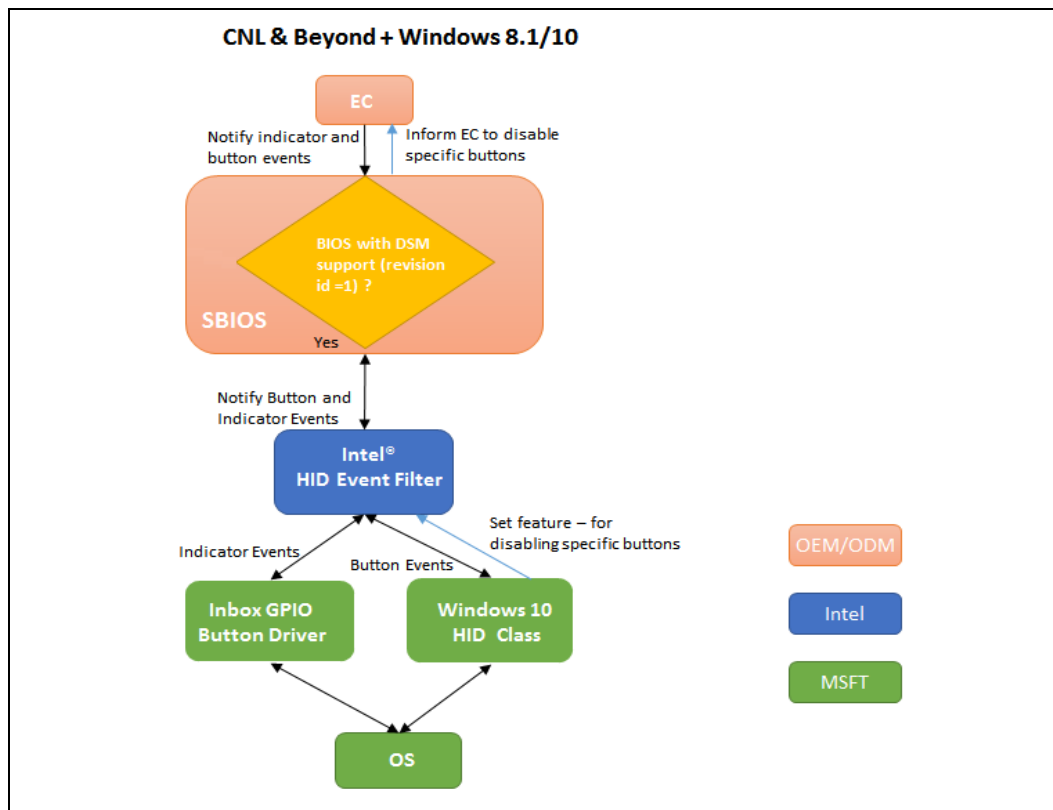 CNL & Beyond + Windows 8.1/10
EC
Notify indicator and
button events
Inform EC to disable
specific buttons
BIOS with DSM
support (revision
id =1) ?
SBIOS
Yes
Notify Button and
Indicator Events
Intel®
HID Event Filter
Set feature – for
disabling specific buttons
Indicator Events
Button Events
Inbox GPIO
Button Driver
Windows 10
HID Class
OS
OEM/ODM
Intel
MSFT